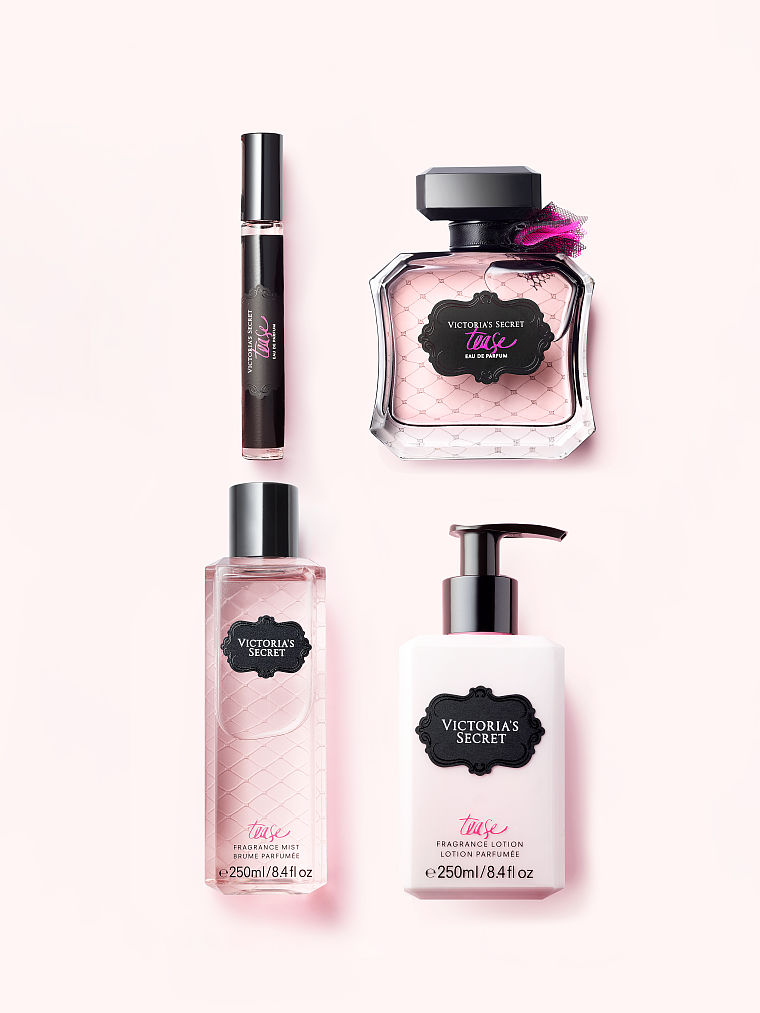 VICTORIA'S SECRET
tease
EAU DE PARFUM
VICTORIA'S SECRET
tease
EAU DE PARFUM
VICTORIA'S
SECRET
tease
FRAGRANCE MIST
BRUME PARFUMÉE
℮250ml/8.4fl oz
VICTORIA'S
SECRET
tease
FRAGRANCE LOTION
LOTION PARFUMÉE
℮250ml/8.4fl oz